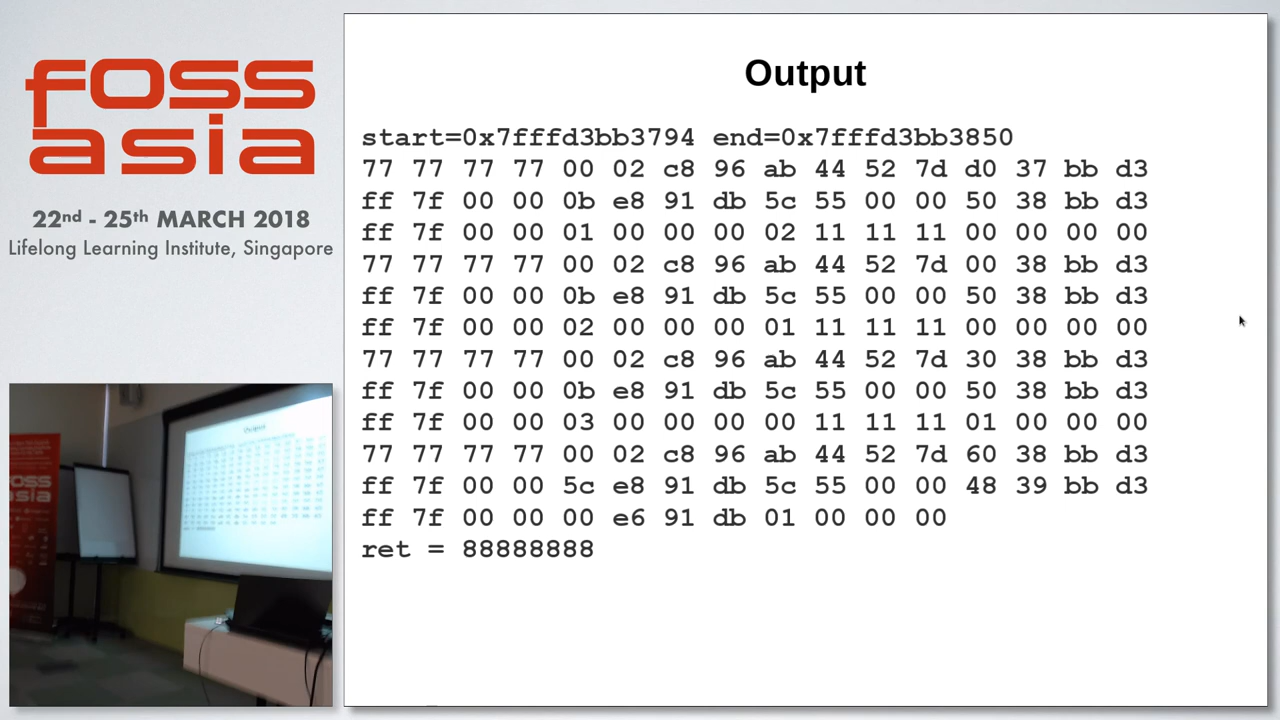 foss
asia
22nd - 25th MARCH 2018
Lifelong Learning Institute, Singapore
Output
start=0x7fffd3bb3794 end=0x7fffd3bb3850
77 77 77 77 00 02 c8 96 ab 44 52 7d d0 37 bb d3
ff 7f 00 00 0b e8 91 db 5c 55 00 00 50 38 bb d3
ff 7f 00 00 01 00 00 00 02 11 11 11 00 00 00 00
77 77 77 77 00 02 c8 96 ab 44 52 7d 00 38 bb d3
ff 7f 00 00 0b e8 91 db 5c 55 00 00 50 38 bb d3
ff 7f 00 00 02 00 00 00 01 11 11 11 00 00 00 00
77 77 77 77 00 02 c8 96 ab 44 52 7d 30 38 bb d3
ff 7f 00 00 0b e8 91 db 5c 55 00 00 50 38 bb d3
ff 7f 00 00 03 00 00 00 00 11 11 11 01 00 00 00
77 77 77 77 00 02 c8 96 ab 44 52 7d 60 38 bb d3
ff 7f 00 00 5c e8 91 db 5c 55 00 00 48 39 bb d3
ff 7f 00 00 00 e6 91 db 01 00 00 00
ret = 88888888